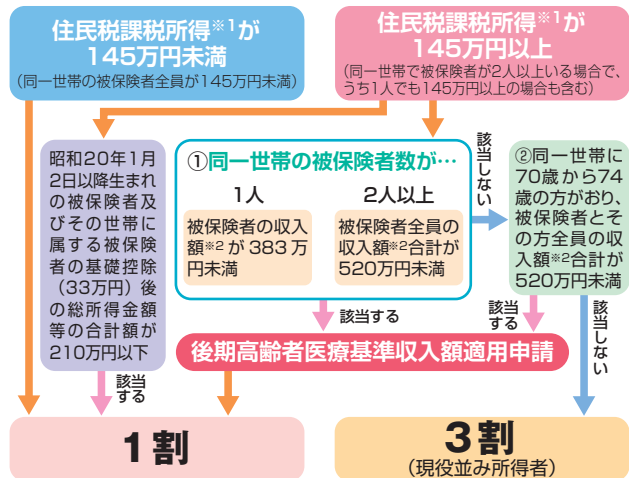 住民税課税所得※1が
145万円未満
（同一世帯の被保険者全員が145万円未満）
住民税課税所得※1が
145万円以上
（同一世帯で被保険者が2人以上いる場合で、
うち1人でも145万円以上の場合も含む）
昭和20年1月
2日以降生まれ
の被保険者及
びその世帯に
属する被保険
者の基礎控除
（33万円）後
の総所得金額
等の合計額が
210万円以下
①同一世帯の被保険者数が…
1人
被保険者の収入
額※2が383万
円未満
2人以上
被保険者全員の
収入額※2合計が
520万円未満
該当しない
②同一世帯に
70歳から74
歳の方がおり、
被保険者とそ
の方全員の収
入額※2合計が
520万円未満
該当する
該当
する
該当しない
後期高齢者医療基準収入額適用申請
該当
する
1割
3割
（現役並み所得者）